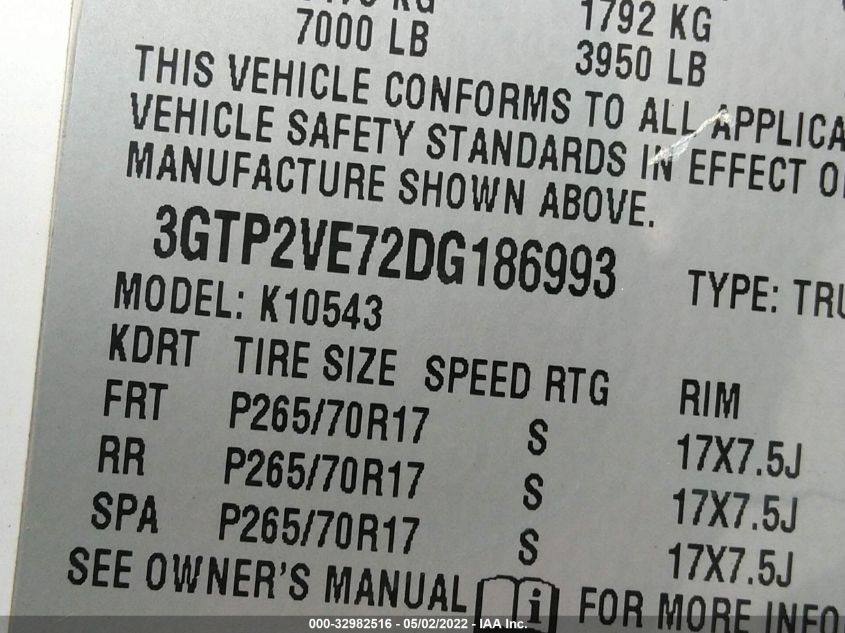 1792 KG
7000 LB 3950 LB
THIS VEHICLE CONFORMS TO ALL
VEHICLE SAFETY STANDARDS IN EFFECT
MANUFACTURE SHOWN ABOVE.
3GTP2VE72DG186993 TYPE:
MODEL: K10543
KDRT TIRE SIZE SPEED RTG RIM
FRT P265/70R17 S 17X7.5J
RR P265/70R17 S 17X7.5J
SPA P265/70R17 S 17X7.5J
SEE OWNER'S MANUAL i FOR MORE INFO
000-32982516 - 05/02/2022 - IAA Inc.